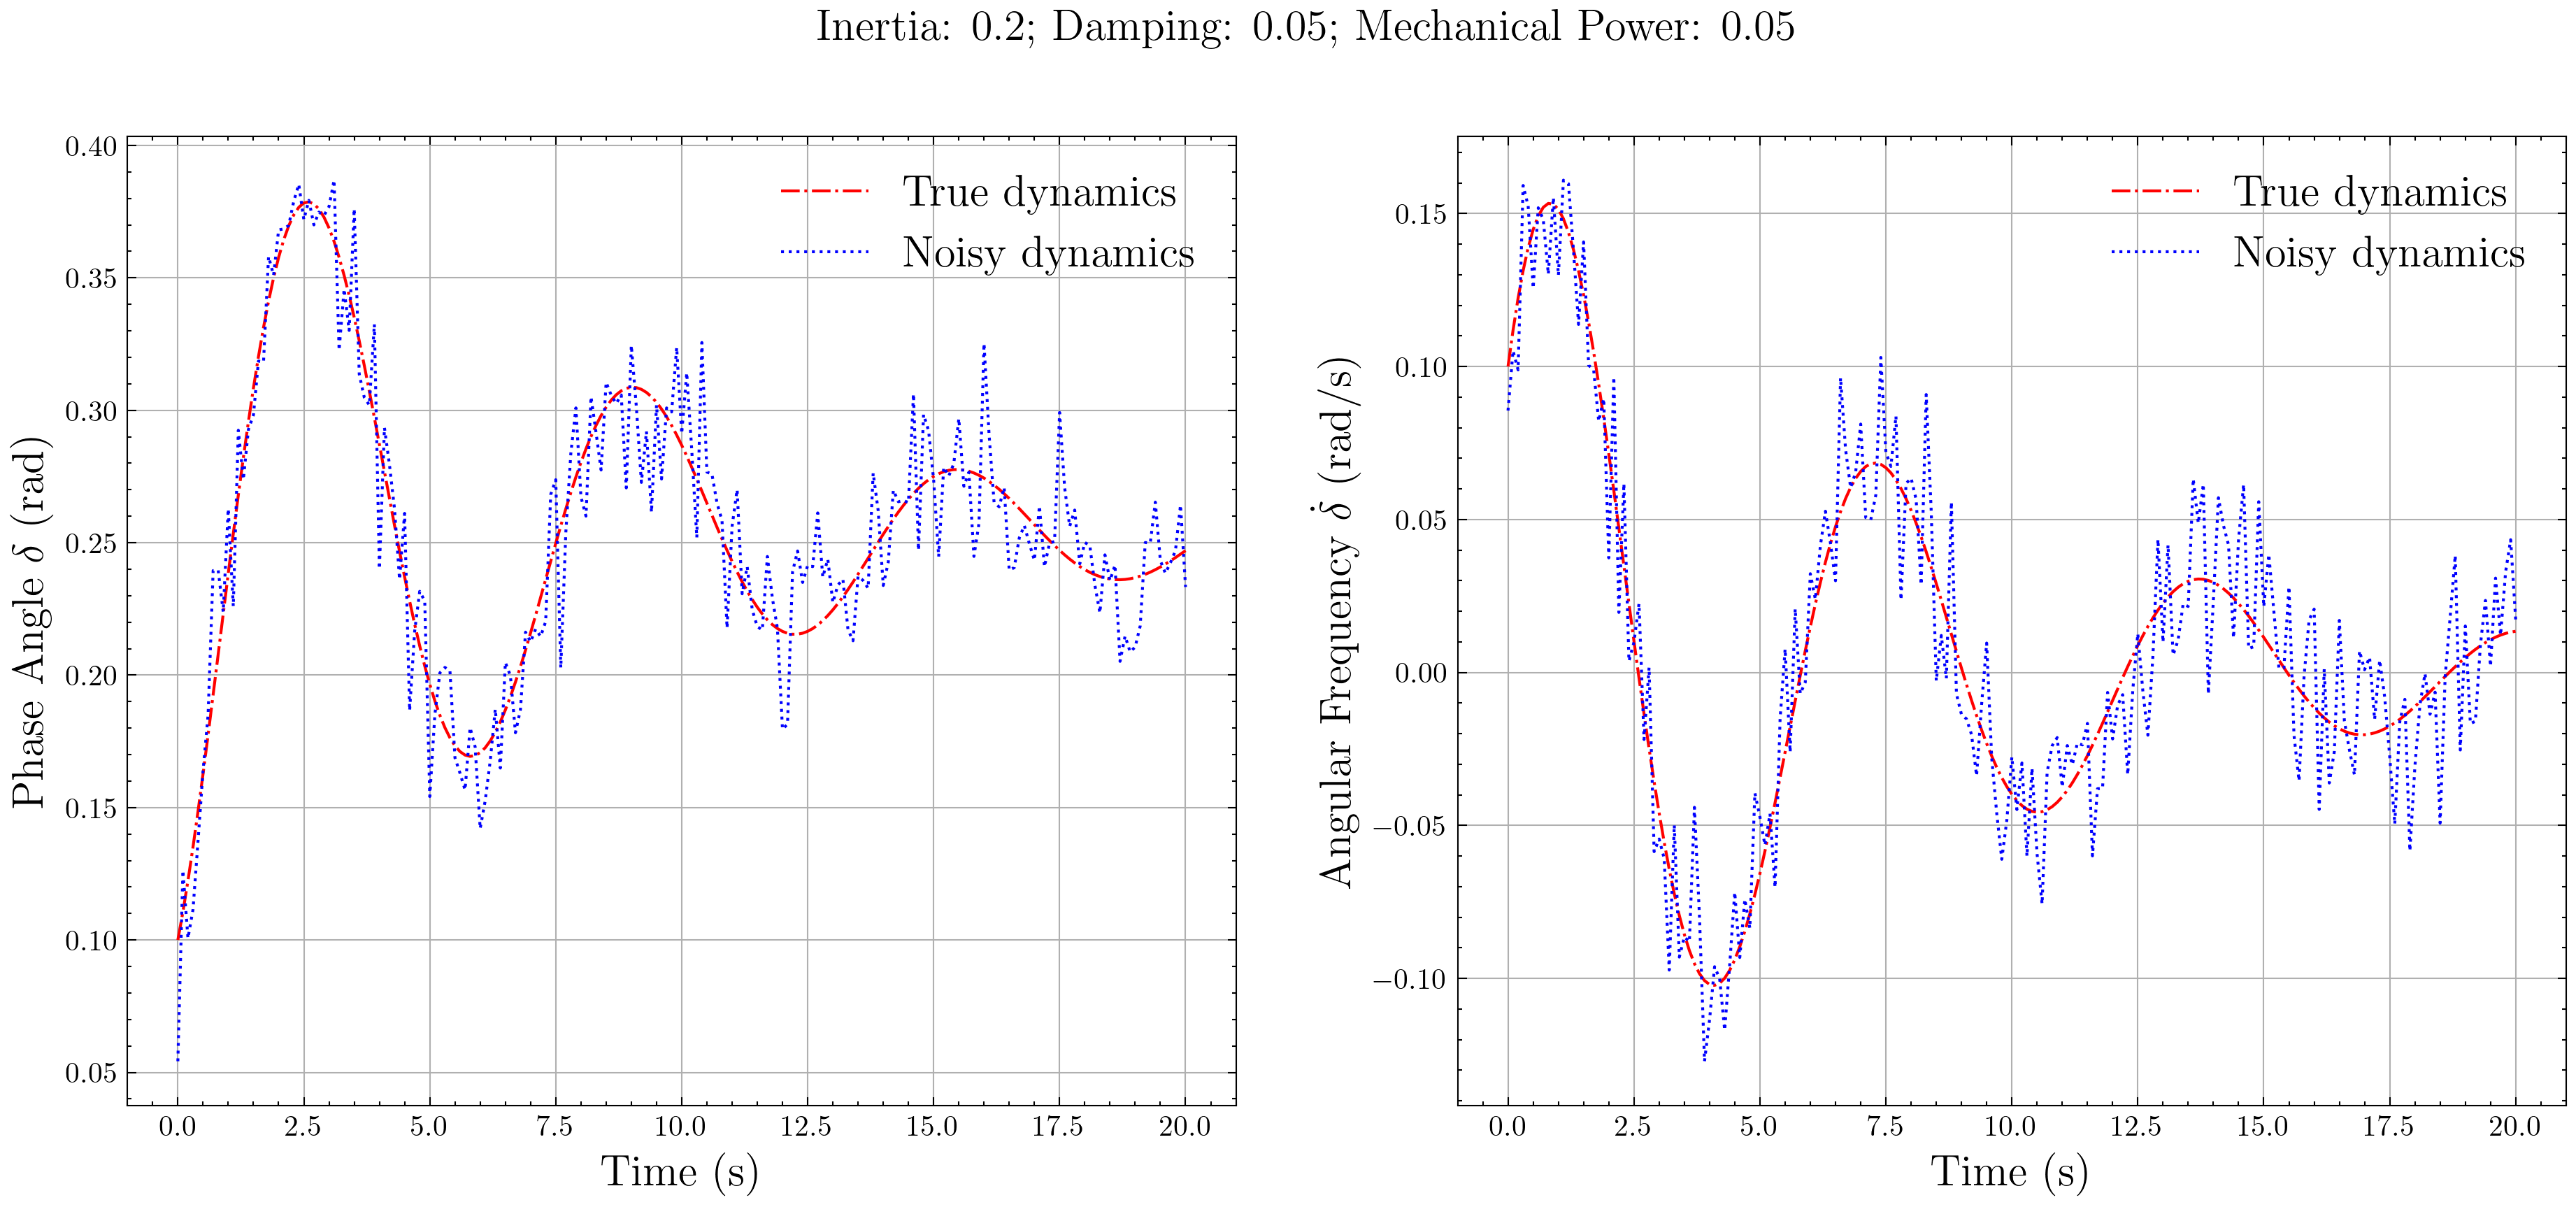 Inertia: 0.2; Damping: 0.05; Mechanical Power: 0.05
Phase Angle δ (rad)
0.40
0.35
0.30
0.25
0.20
0.15
0.10
0.05
True dynamics
Noisy dynamics
0.0 2.5 5.0 7.5 10.0 12.5 15.0 17.5 20.0
Time (s)
Angular Frequency δ̇ (rad/s)
0.15
0.10
0.05
0.00
−0.05
−0.10
True dynamics
Noisy dynamics
0.0 2.5 5.0 7.5 10.0 12.5 15.0 17.5 20.0
Time (s)